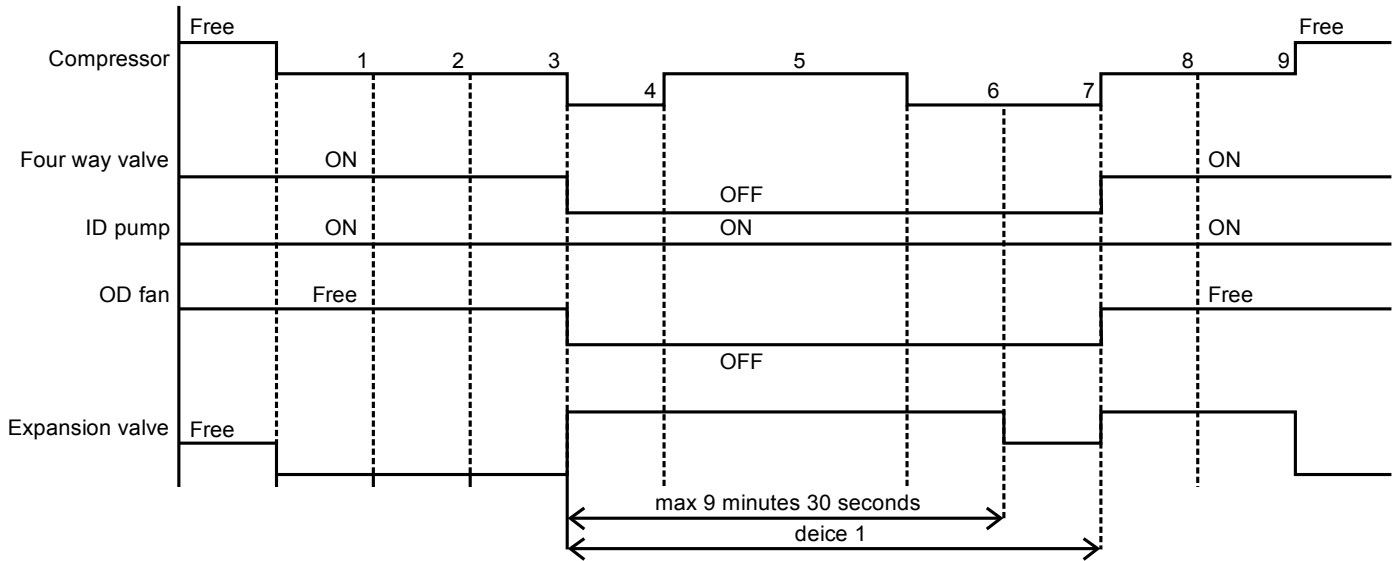 Free Free
Compressor 1 2 3 4 5 6 7 8 9
Four way valve ON OFF ON
ID pump ON ON ON
OD fan Free OFF Free
Expansion valve Free
max 9 minutes 30 seconds
deice 1